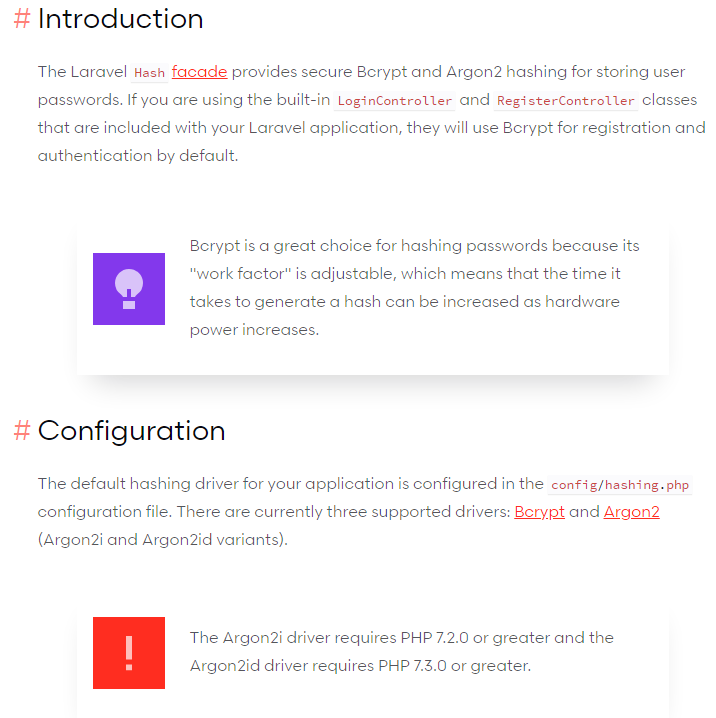 # Introduction
The Laravel Hash facade provides secure Bcrypt and Argon2 hashing for storing user
passwords. If you are using the built-in LoginController and RegisterController classes
that are included with your Laravel application, they will use Bcrypt for registration and
authentication by default.
Bcrypt is a great choice for hashing passwords because its
"work factor" is adjustable, which means that the time it
takes to generate a hash can be increased as hardware
power increases.
# Configuration
The default hashing driver for your application is configured in the config/hashing.php
configuration file. There are currently three supported drivers: Bcrypt and Argon2
(Argon2i and Argon2id variants).
!
The Argon2i driver requires PHP 7.2.0 or greater and the
Argon2id driver requires PHP 7.3.0 or greater.